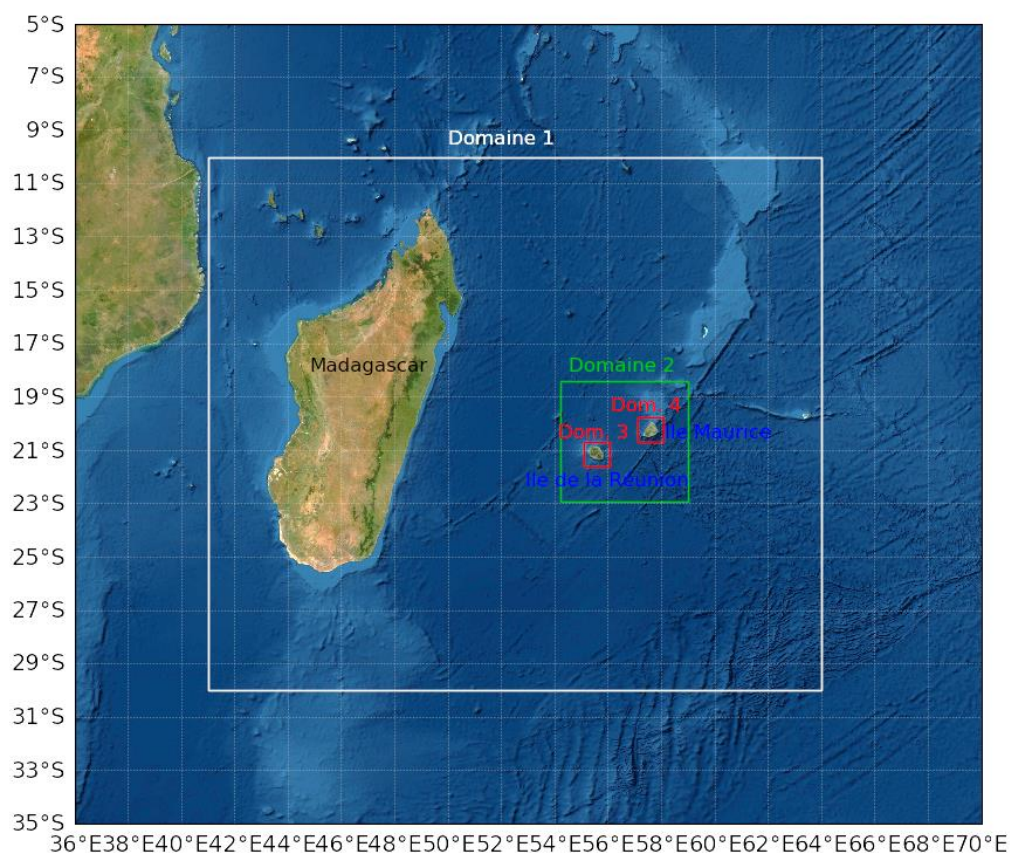 5°S
7°S
9°S
Domaine 1
11°S
13°S
15°S
17°S
Madagascar
Domaine 2
19°S
Dom. 4
Dom. 3
Ile Maurice
21°S
Ile de la Réunion
23°S
25°S
27°S
29°S
31°S
33°S
35°S
36°E38°E40°E42°E44°E46°E48°E50°E52°E54°E56°E58°E60°E62°E64°E66°E68°E70°E